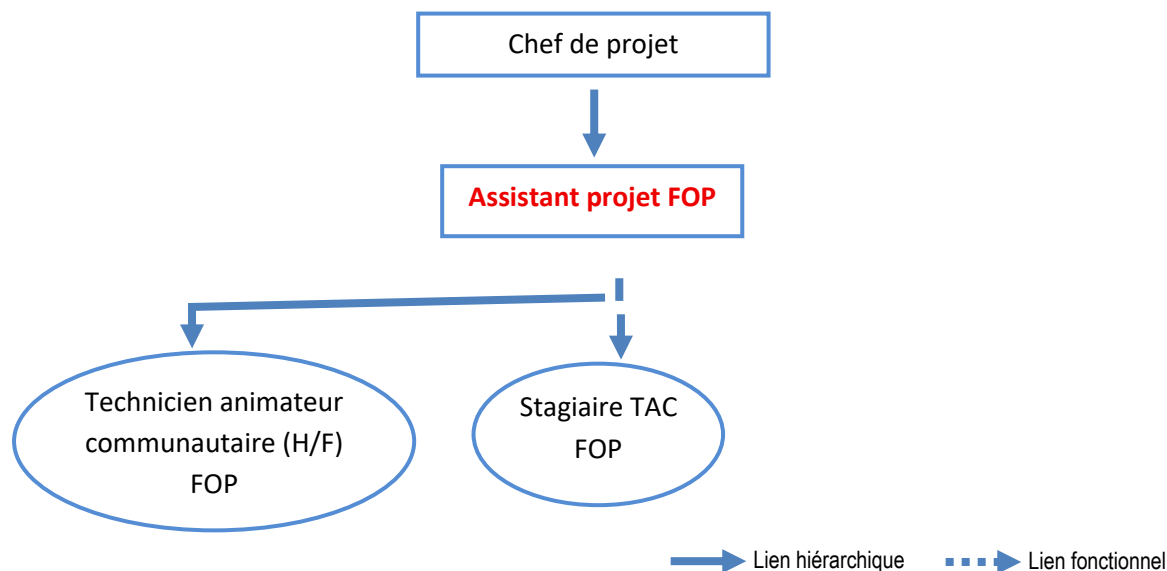 Chef de projet
Assistant projet FOP
Technicien animateur
communautaire (H/F)
FOP
Stagiaire TAC
FOP
Lien hiérarchique
Lien fonctionnel